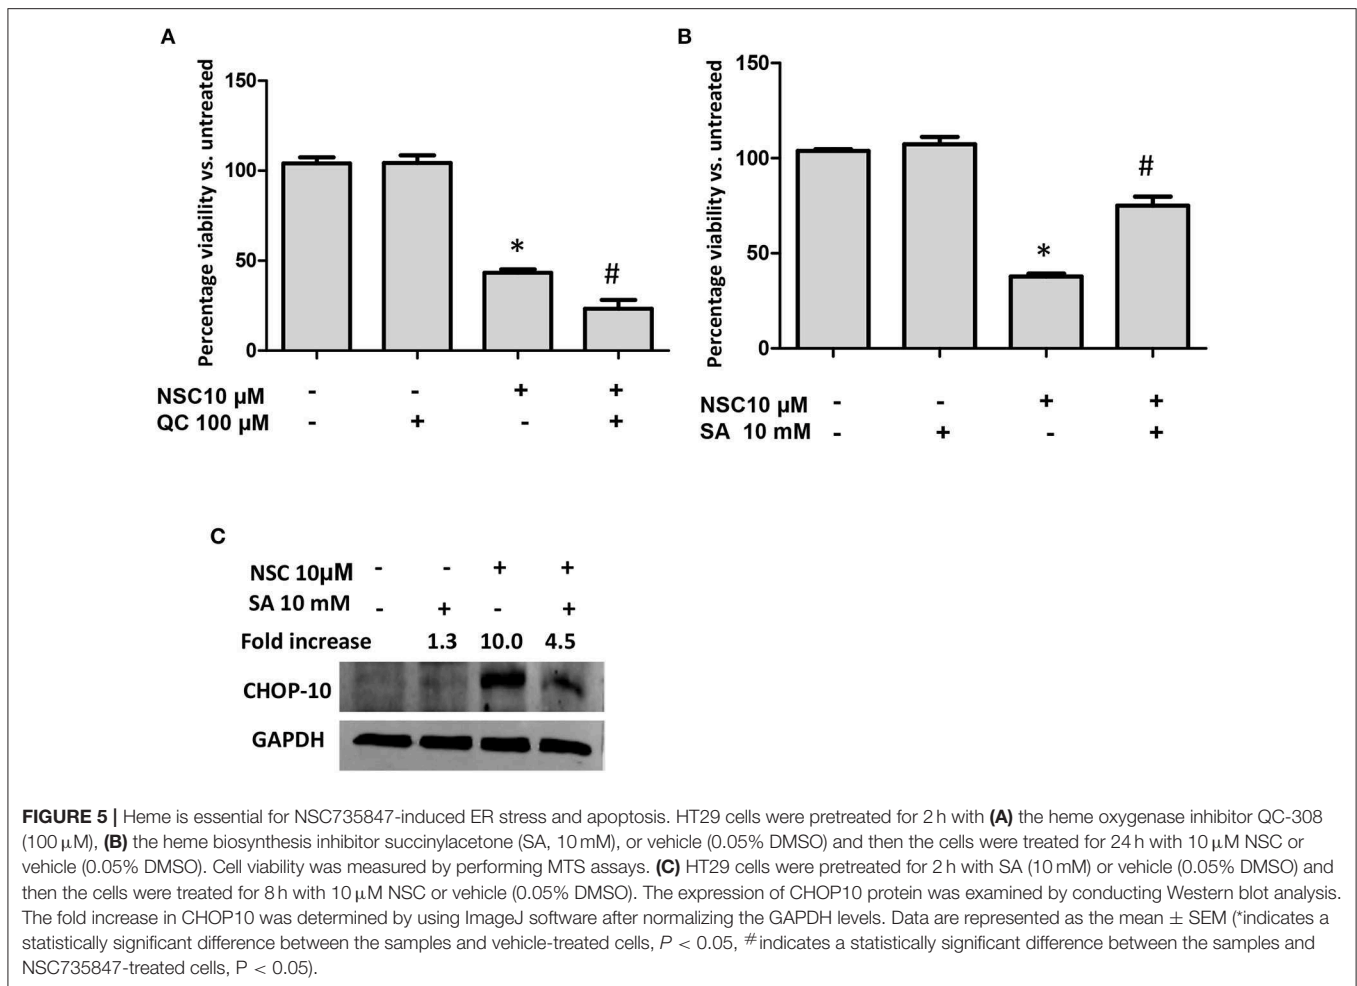 A
Percentage viability vs. untreated
150
100
50
0
*
#
NSC10 µM - - + +
QC 100 µM - + - +
B
Percentage viability vs. untreated
150
100
50
0
*
#
NSC10 µM - - + +
SA 10 mM - + - +
C
NSC 10µM - - + +
SA 10 mM - + - +
Fold increase 1.3 10.0 4.5
CHOP-10
GAPDH
FIGURE 5 | Heme is essential for NSC735847-induced ER stress and apoptosis. HT29 cells were pretreated for 2 h with (A) the heme oxygenase inhibitor QC-308
(100 µM), (B) the heme biosynthesis inhibitor succinylacetone (SA, 10 mM), or vehicle (0.05% DMSO) and then the cells were treated for 24 h with 10 µM NSC or
vehicle (0.05% DMSO). Cell viability was measured by performing MTS assays. (C) HT29 cells were pretreated for 2 h with SA (10 mM) or vehicle (0.05% DMSO) and
then the cells were treated for 8 h with 10 µM NSC or vehicle (0.05% DMSO). The expression of CHOP10 protein was examined by conducting Western blot analysis.
The fold increase in CHOP10 was determined by using ImageJ software after normalizing the GAPDH levels. Data are represented as the mean ± SEM (*indicates a
statistically significant difference between the samples and vehicle-treated cells, P < 0.05, #indicates a statistically significant difference between the samples and
NSC735847-treated cells, P < 0.05).